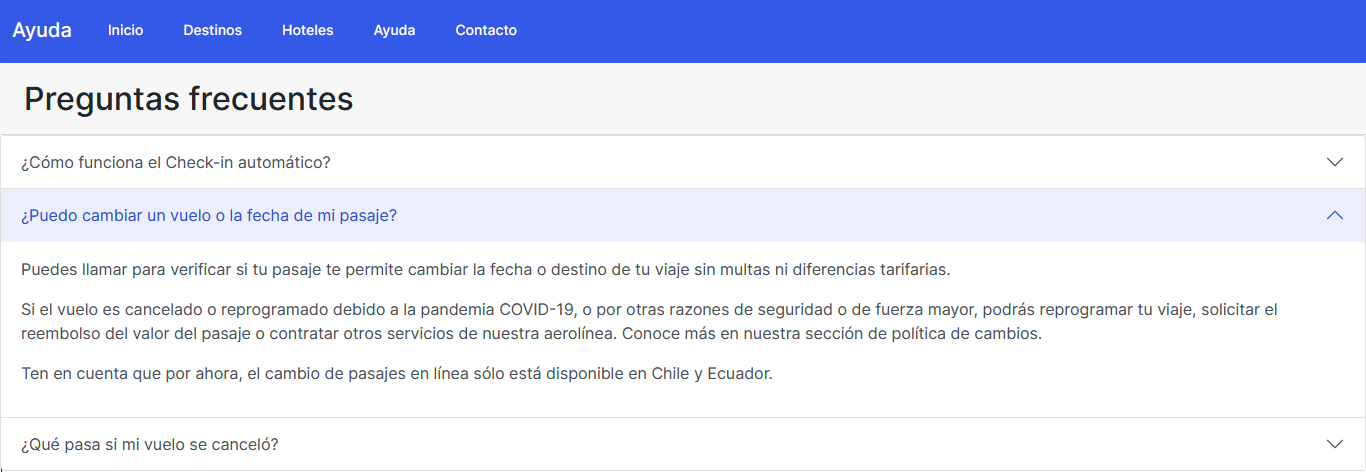 Ayuda Inicio Destinos Hoteles Ayuda Contacto
Preguntas frecuentes
¿Cómo funciona el Check-in automático?
¿Puedo cambiar un vuelo o la fecha de mi pasaje?
Puedes llamar para verificar si tu pasaje te permite cambiar la fecha o destino de tu viaje sin multas ni diferencias tarifarias.
Si el vuelo es cancelado o reprogramado debido a la pandemia COVID-19, o por otras razones de seguridad o de fuerza mayor, podrás reprogramar tu viaje, solicitar el
reembolso del valor del pasaje o contratar otros servicios de nuestra aerolínea. Conoce más en nuestra sección de política de cambios.
Ten en cuenta que por ahora, el cambio de pasajes en línea sólo está disponible en Chile y Ecuador.
¿Qué pasa si mi vuelo se canceló?